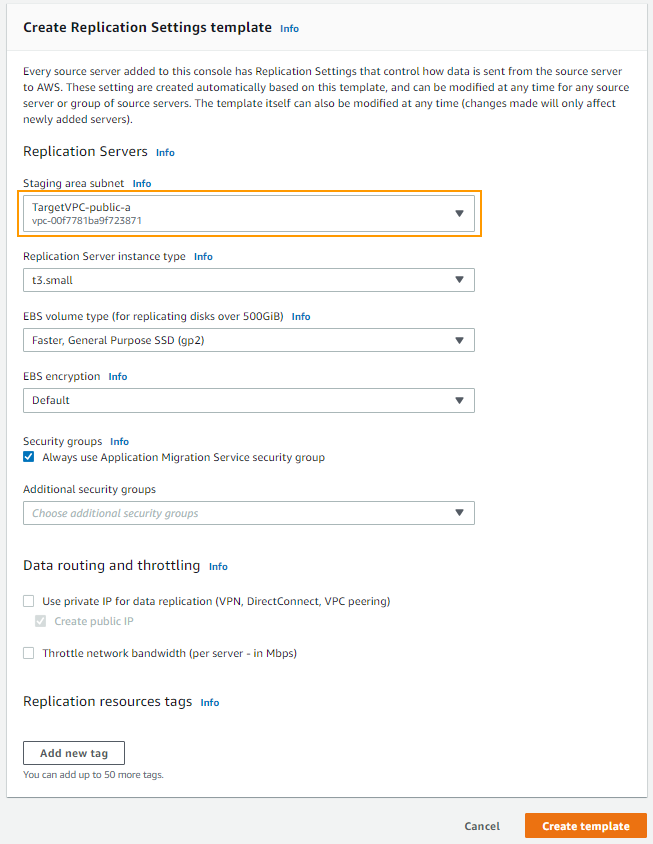 Create Replication Settings template Info
Every source server added to this console has Replication Settings that control how data is sent from the source server
to AWS. These setting are created automatically based on this template, and can be modified at any time for any source
server or group of source servers. The template itself can also be modified at any time (changes made will only affect
newly added servers).
Replication Servers Info
Staging area subnet Info
TargetVPC-public-a
vpc-00f7781ba9f723871
Replication Server instance type Info
t3.small
EBS volume type (for replicating disks over 500GiB) Info
Faster, General Purpose SSD (gp2)
EBS encryption Info
Default
Security groups Info
Always use Application Migration Service security group
Additional security groups
Choose additional security groups
Data routing and throttling Info
Use private IP for data replication (VPN, DirectConnect, VPC peering)
Create public IP
Throttle network bandwidth (per server - in Mbps)
Replication resources tags Info
Add new tag
You can add up to 50 more tags.
Cancel Create template